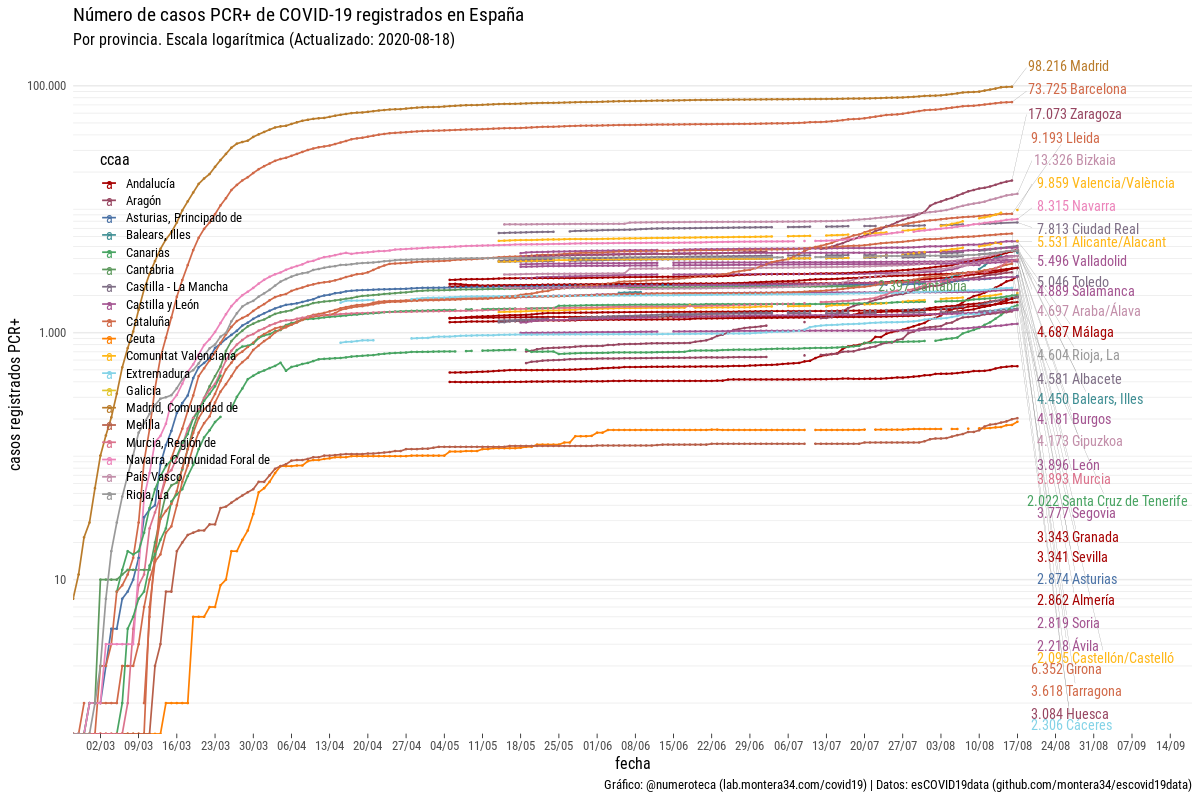 Número de casos PCR+ de COVID-19 registrados en España
Por provincia. Escala logarítmica (Actualizado: 2020-08-18)
casos registrados PCR+
100.000
1.000
10
ccaa
Andalucía
Aragón
Asturias, Principado de
Balears, Illes
Canarias
Cantabria
Castilla - La Mancha
Castilla y León
Cataluña
Ceuta
Comunitat Valenciana
Extremadura
Galicia
Madrid, Comunidad de
Melilla
Murcia, Región de
Navarra, Comunidad Foral de
País Vasco
Rioja, La
98.216 Madrid
73.725 Barcelona
17.073 Zaragoza
9.193 Lleida
13.326 Bizkaia
9.859 Valencia/València
8.315 Navarra
7.813 Ciudad Real
5.531 Alicante/Alacant
5.496 Valladolid
5.046 Toledo
Cantabria
4.889 Salamanca
4.697 Araba/Álava
4.687 Málaga
4.604 Rioja, La
4.581 Albacete
4.450 Balears, Illes
4.181 Burgos
4.173 Gipuzkoa
3.896 León
3.893 Murcia
2.022 Santa Cruz de Tenerife
3.777 Segovia
3.343 Granada
3.341 Sevilla
2.874 Asturias
2.862 Almería
2.819 Soria
2.218 Ávila
2.095 Castellón/Castelló
6.352 Girona
3.618 Tarragona
3.084 Huesca
2.306 Cáceres
02/03 09/03 16/03 23/03 30/03 06/04 13/04 20/04 27/04 04/05 11/05 18/05 25/05 01/06 08/06 15/06 22/06 29/06 06/07 13/07 20/07 27/07 03/08 10/08 17/08 24/08 31/08 07/09 14/09
fecha
Gráfico: @numeroteca (lab.montera34.com/covid19) | Datos: esCOVID19data (github.com/montera34/escovid19data)